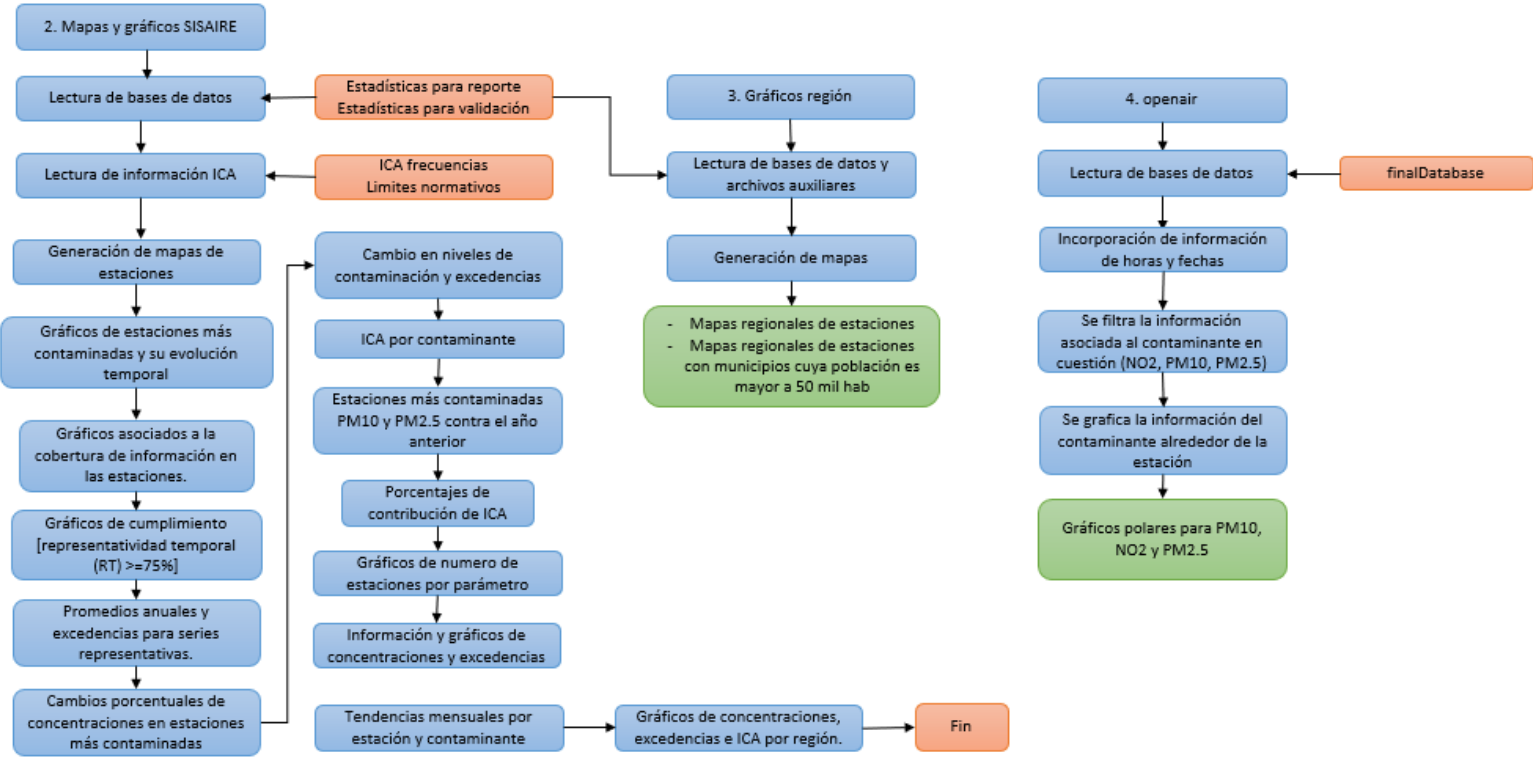 2. Mapas y gráficos SISAIRE
Lectura de bases de datos
Estadísticas para reporte
Estadísticas para validación
Lectura de información ICA
ICA frecuencias
Limites normativos
Generación de mapas de
estaciones
Gráficos de estaciones más
contaminadas y su evolución
temporal
Gráficos asociados a la
cobertura de información en
las estaciones.
Gráficos de cumplimiento
[representatividad temporal
(RT) >=75%]
Promedios anuales y
excedencias para series
representativas.
Cambios porcentuales de
concentraciones en estaciones
más contaminadas
Cambio en niveles de
contaminación y excedencias
ICA por contaminante
Estaciones más contaminadas
PM10 y PM2.5 contra el año
anterior
Porcentajes de
contribución de ICA
Gráficos de numero de
estaciones por parámetro
Información y gráficos de
concentraciones y excedencias
Tendencias mensuales por
estación y contaminante
Gráficos de concentraciones,
excedencias e ICA por región.
Fin
3. Gráficos región
Lectura de bases de datos y
archivos auxiliares
Generación de mapas
- Mapas regionales de estaciones
- Mapas regionales de estaciones
con municipios cuya población es
mayor a 50 mil hab
4. openair
Lectura de bases de datos
finalDatabase
Incorporación de información
de horas y fechas
Se filtra la información
asociada al contaminante en
cuestión (NO2, PM10, PM2.5)
Se grafica la información del
contaminante alrededor de la
estación
Gráficos polares para PM10,
NO2 y PM2.5